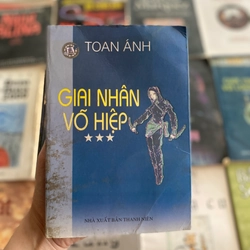 TOAN ÁNH
GIAI NHÂN
VÕ HIỆP
★★★
NHÀ XUẤT BẢN THANH NIÊN